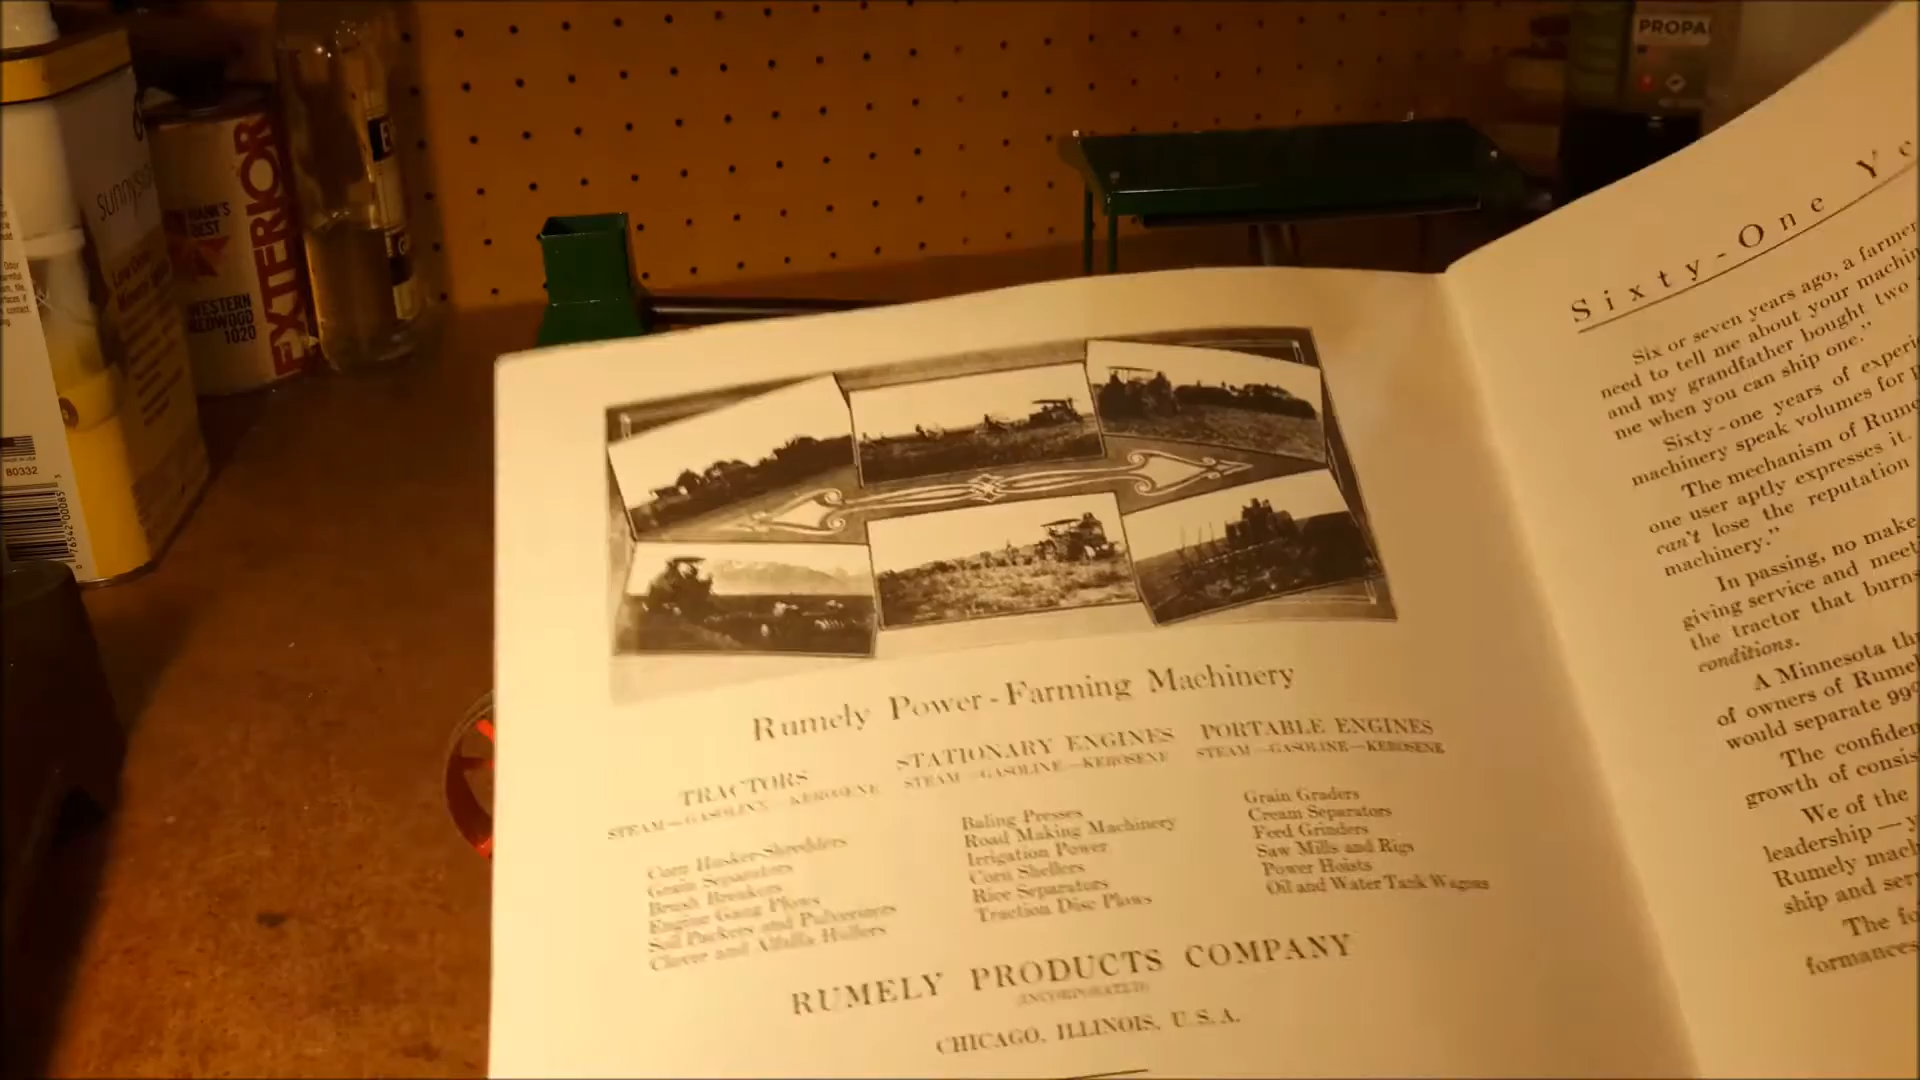 PROPA
sunnysi
Low Odor
HANK'S
BEST
WESTERN
REDWOOD
1020
EXTERIOR
80332
Rumely Power-Farming Machinery
TRACTORS
STEAM—GASOLINE—KEROSENE
STATIONARY ENGINES
STEAM—GASOLINE—KEROSENE
PORTABLE ENGINES
STEAM—GASOLINE—KEROSENE
Corn Husker-Shredders
Grain Separators
Brush Breakers
Engine Gang Plows
Soil Packers and Pulverizers
Clover and Alfalfa Hullers
Baling Presses
Road Making Machinery
Irrigation Power
Corn Shellers
Rice Separators
Traction Disc Plows
Grain Graders
Cream Separators
Feed Grinders
Saw Mills and Rigs
Power Hoists
Oil and Water Tank Wagons
RUMELY PRODUCTS COMPANY
(INCORPORATED)
CHICAGO, ILLINOIS, U.S.A.
Sixty-One Ye
Six or seven years ago, a farmer
need to tell me about your machin
and my grandfather bought two
me when you can ship one."
Sixty-one years of experi
machinery speak volumes for
The mechanism of Rume
one user aptly expresses it.
can't lose the reputation
machinery."
In passing, no make
giving service and meet
the tractor that burns
conditions.
A Minnesota th
of owners of Rumel
would separate 99
The confiden
growth of consis
We of the
leadership — y
Rumely mach
ship and serv
The fo
formances